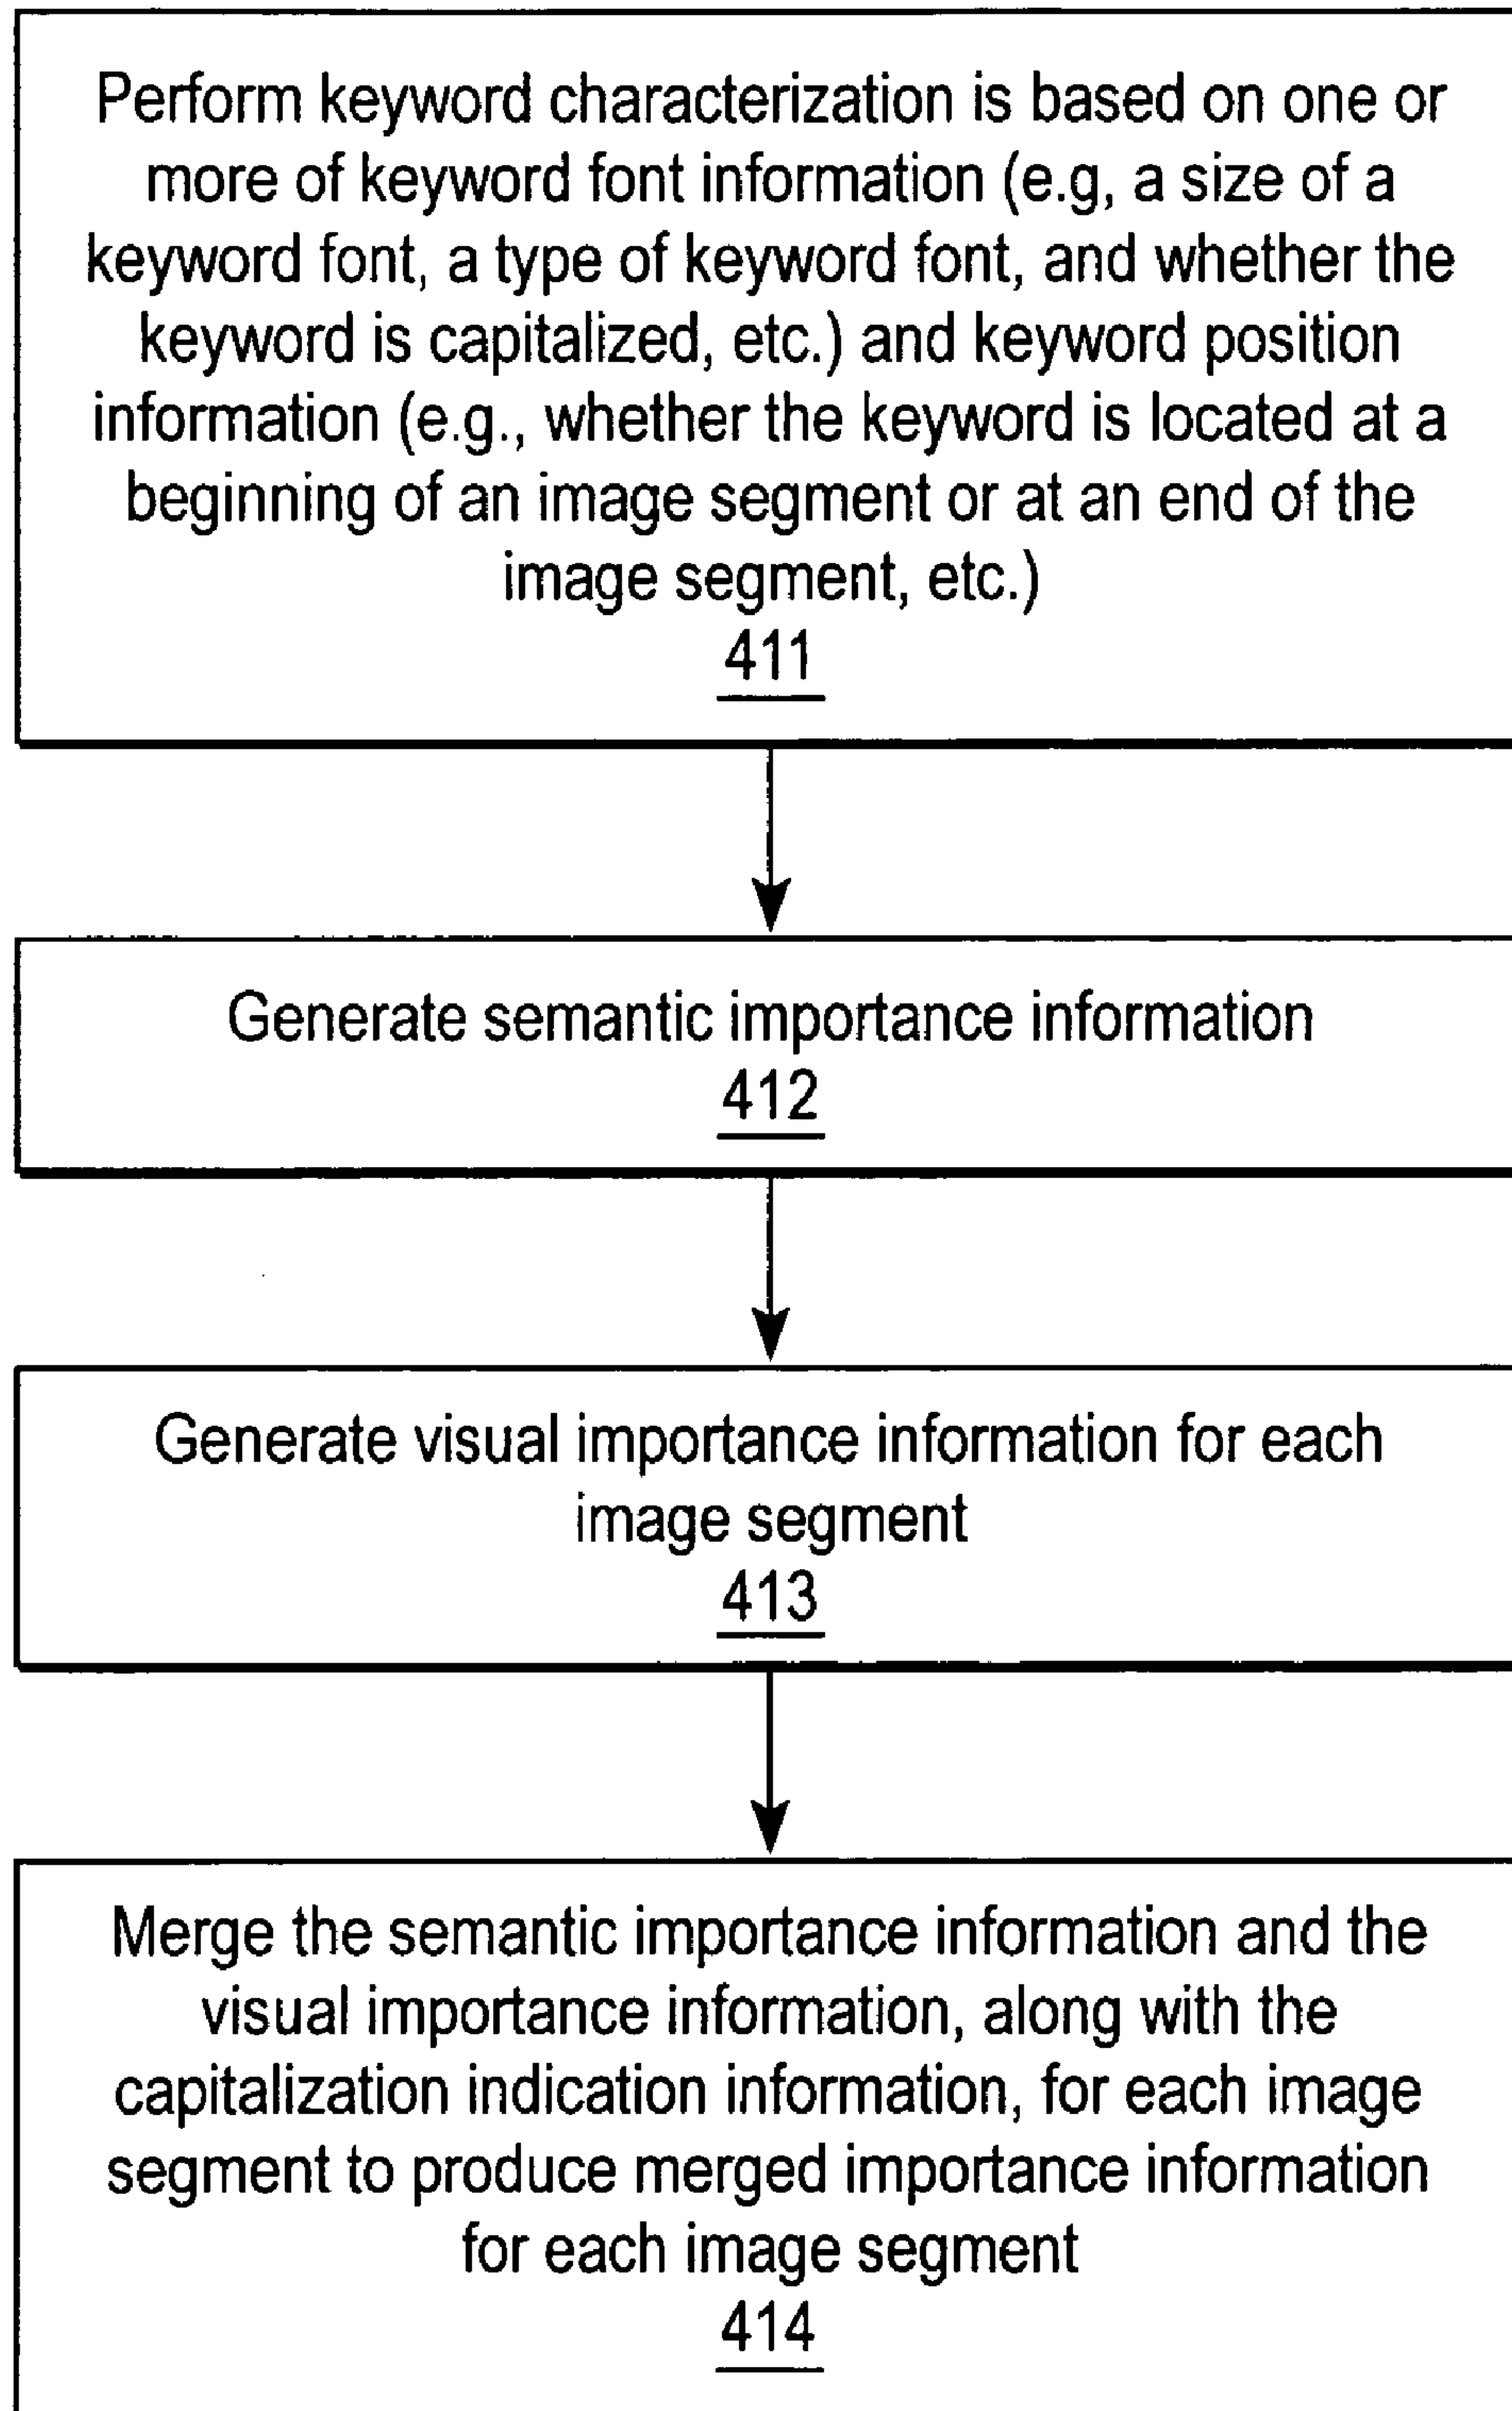 Perform keyword characterization is based on one or
more of keyword font information (e.g, a size of a
keyword font, a type of keyword font, and whether the
keyword is capitalized, etc.) and keyword position
information (e.g., whether the keyword is located at a
beginning of an image segment or at an end of the
image segment, etc.)
411
Generate semantic importance information
412
Generate visual importance information for each
image segment
413
Merge the semantic importance information and the
visual importance information, along with the
capitalization indication information, for each image
segment to produce merged importance information
for each image segment
414